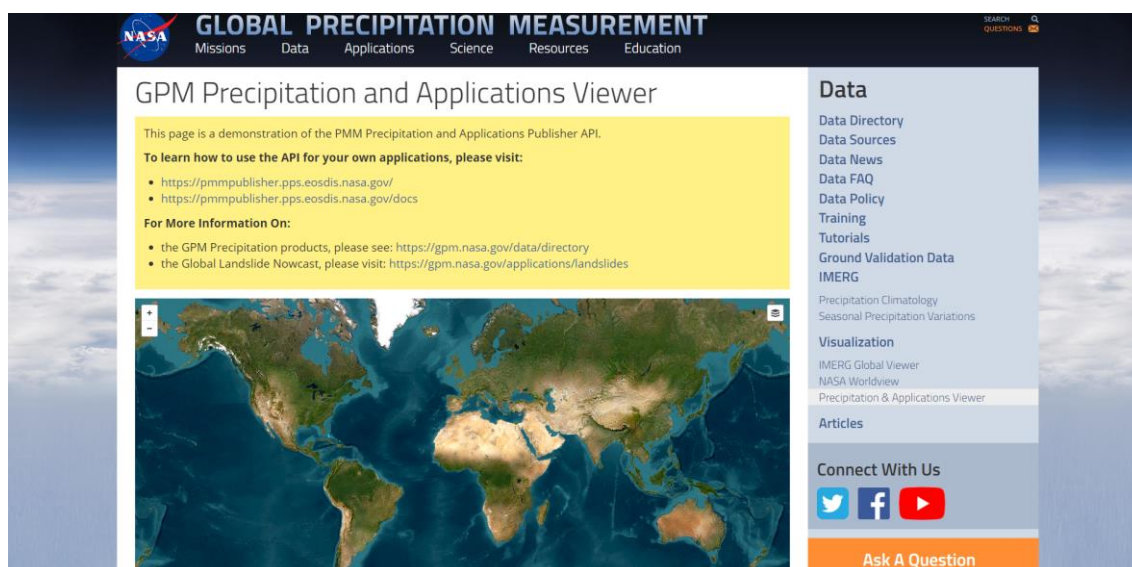 NASA
GLOBAL PRECIPITATION MEASUREMENT
SEARCH
QUESTIONS
Missions Data Applications Science Resources Education
GPM Precipitation and Applications Viewer
This page is a demonstration of the PMM Precipitation and Applications Publisher API.
To learn how to use the API for your own applications, please visit:
• https://pmmpublisher.pps.eosdis.nasa.gov/
• https://pmmpublisher.pps.eosdis.nasa.gov/docs
For More Information On:
• the GPM Precipitation products, please see: https://gpm.nasa.gov/data/directory
• the Global Landslide Nowcast, please visit: https://gpm.nasa.gov/applications/landslides
+
−
Data
Data Directory
Data Sources
Data News
Data FAQ
Data Policy
Training
Tutorials
Ground Validation Data
IMERG
Precipitation Climatology
Seasonal Precipitation Variations
Visualization
IMERG Global Viewer
NASA Worldview
Precipitation & Applications Viewer
Articles
Connect With Us
Ask A Question